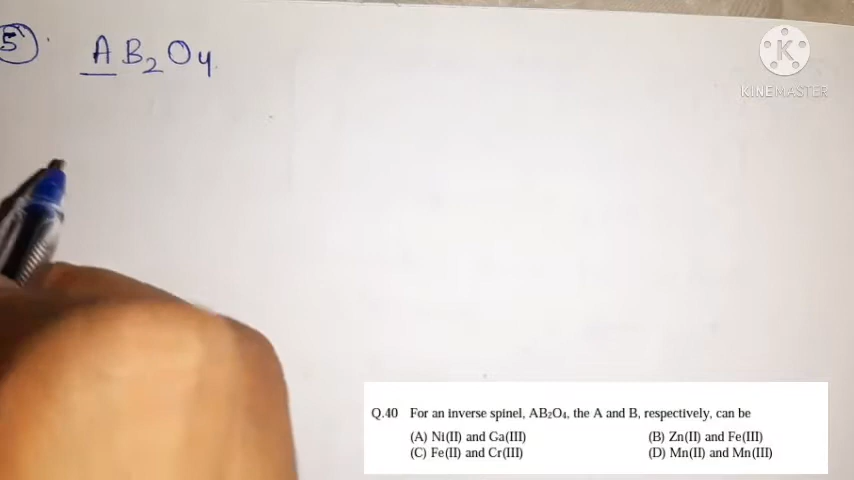 5
AB₂O₄
K
KINEMASTER
Q.40 For an inverse spinel, AB₂O₄, the A and B, respectively, can be
(A) Ni(II) and Ga(III) (B) Zn(II) and Fe(III)
(C) Fe(II) and Cr(III) (D) Mn(II) and Mn(III)